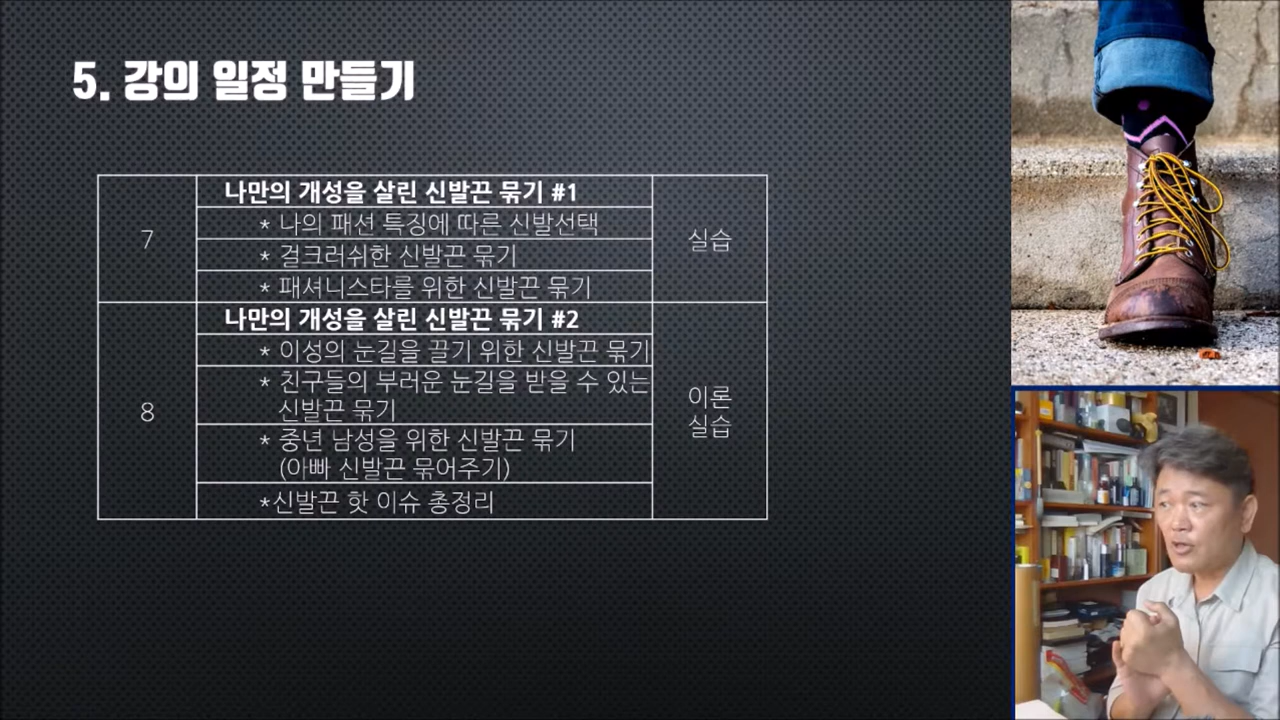 5. 강의 일정 만들기
7
나만의 개성을 살린 신발끈 묶기 #1
* 나의 패션 특징에 따른 신발선택
* 걸크러쉬한 신발끈 묶기
* 패셔니스타를 위한 신발끈 묶기
실습
8
나만의 개성을 살린 신발끈 묶기 #2
* 이성의 눈길을 끌기 위한 신발끈 묶기
* 친구들의 부러운 눈길을 받을 수 있는
신발끈 묶기
* 중년 남성을 위한 신발끈 묶기
(아빠 신발끈 묶어주기)
*신발끈 핫 이슈 총정리
이론
실습